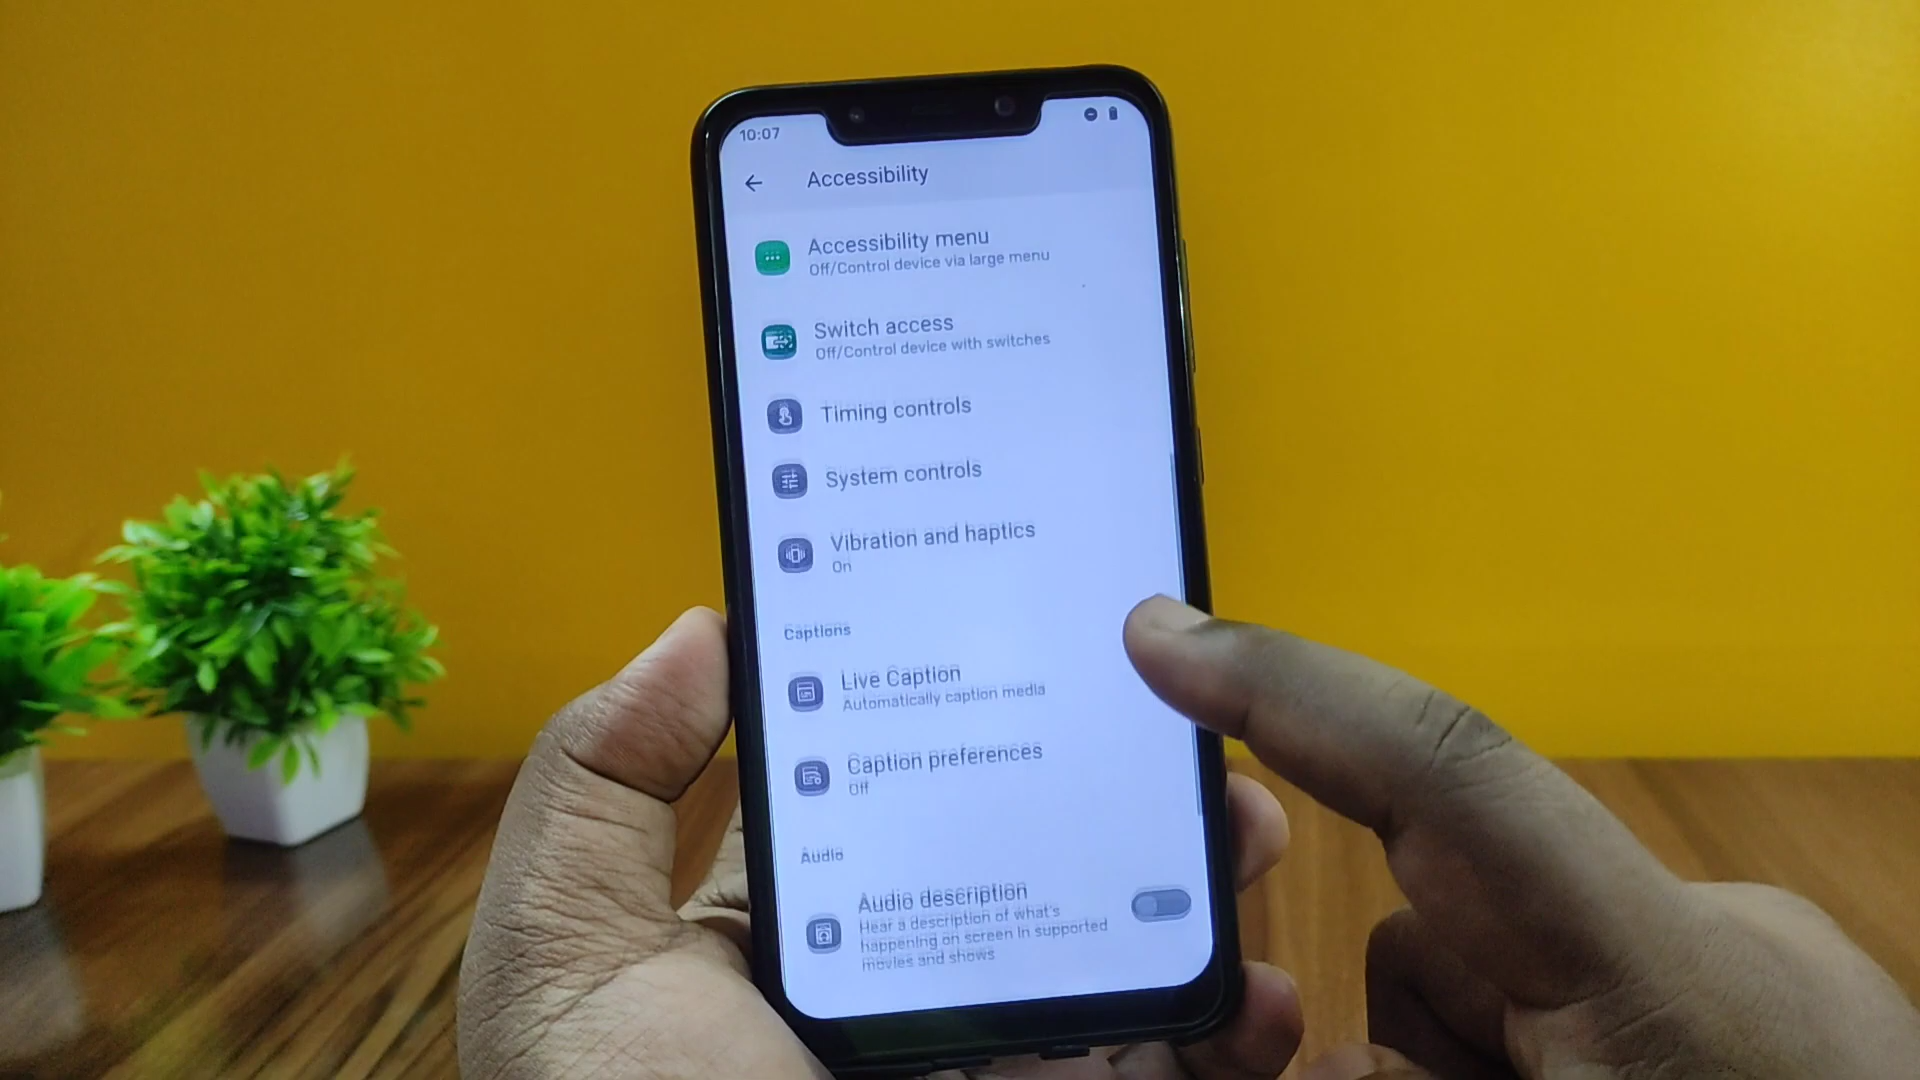 10:07
Accessibility
Accessibility menu
Off/Control device via large menu
Switch access
Off/Control device with switches
Timing controls
System controls
Vibration and haptics
On
Captions
Live Caption
Automatically caption media
Caption preferences
Off
Audio
Audio description
Hear a description of what's
happening on screen in supported
movies and shows